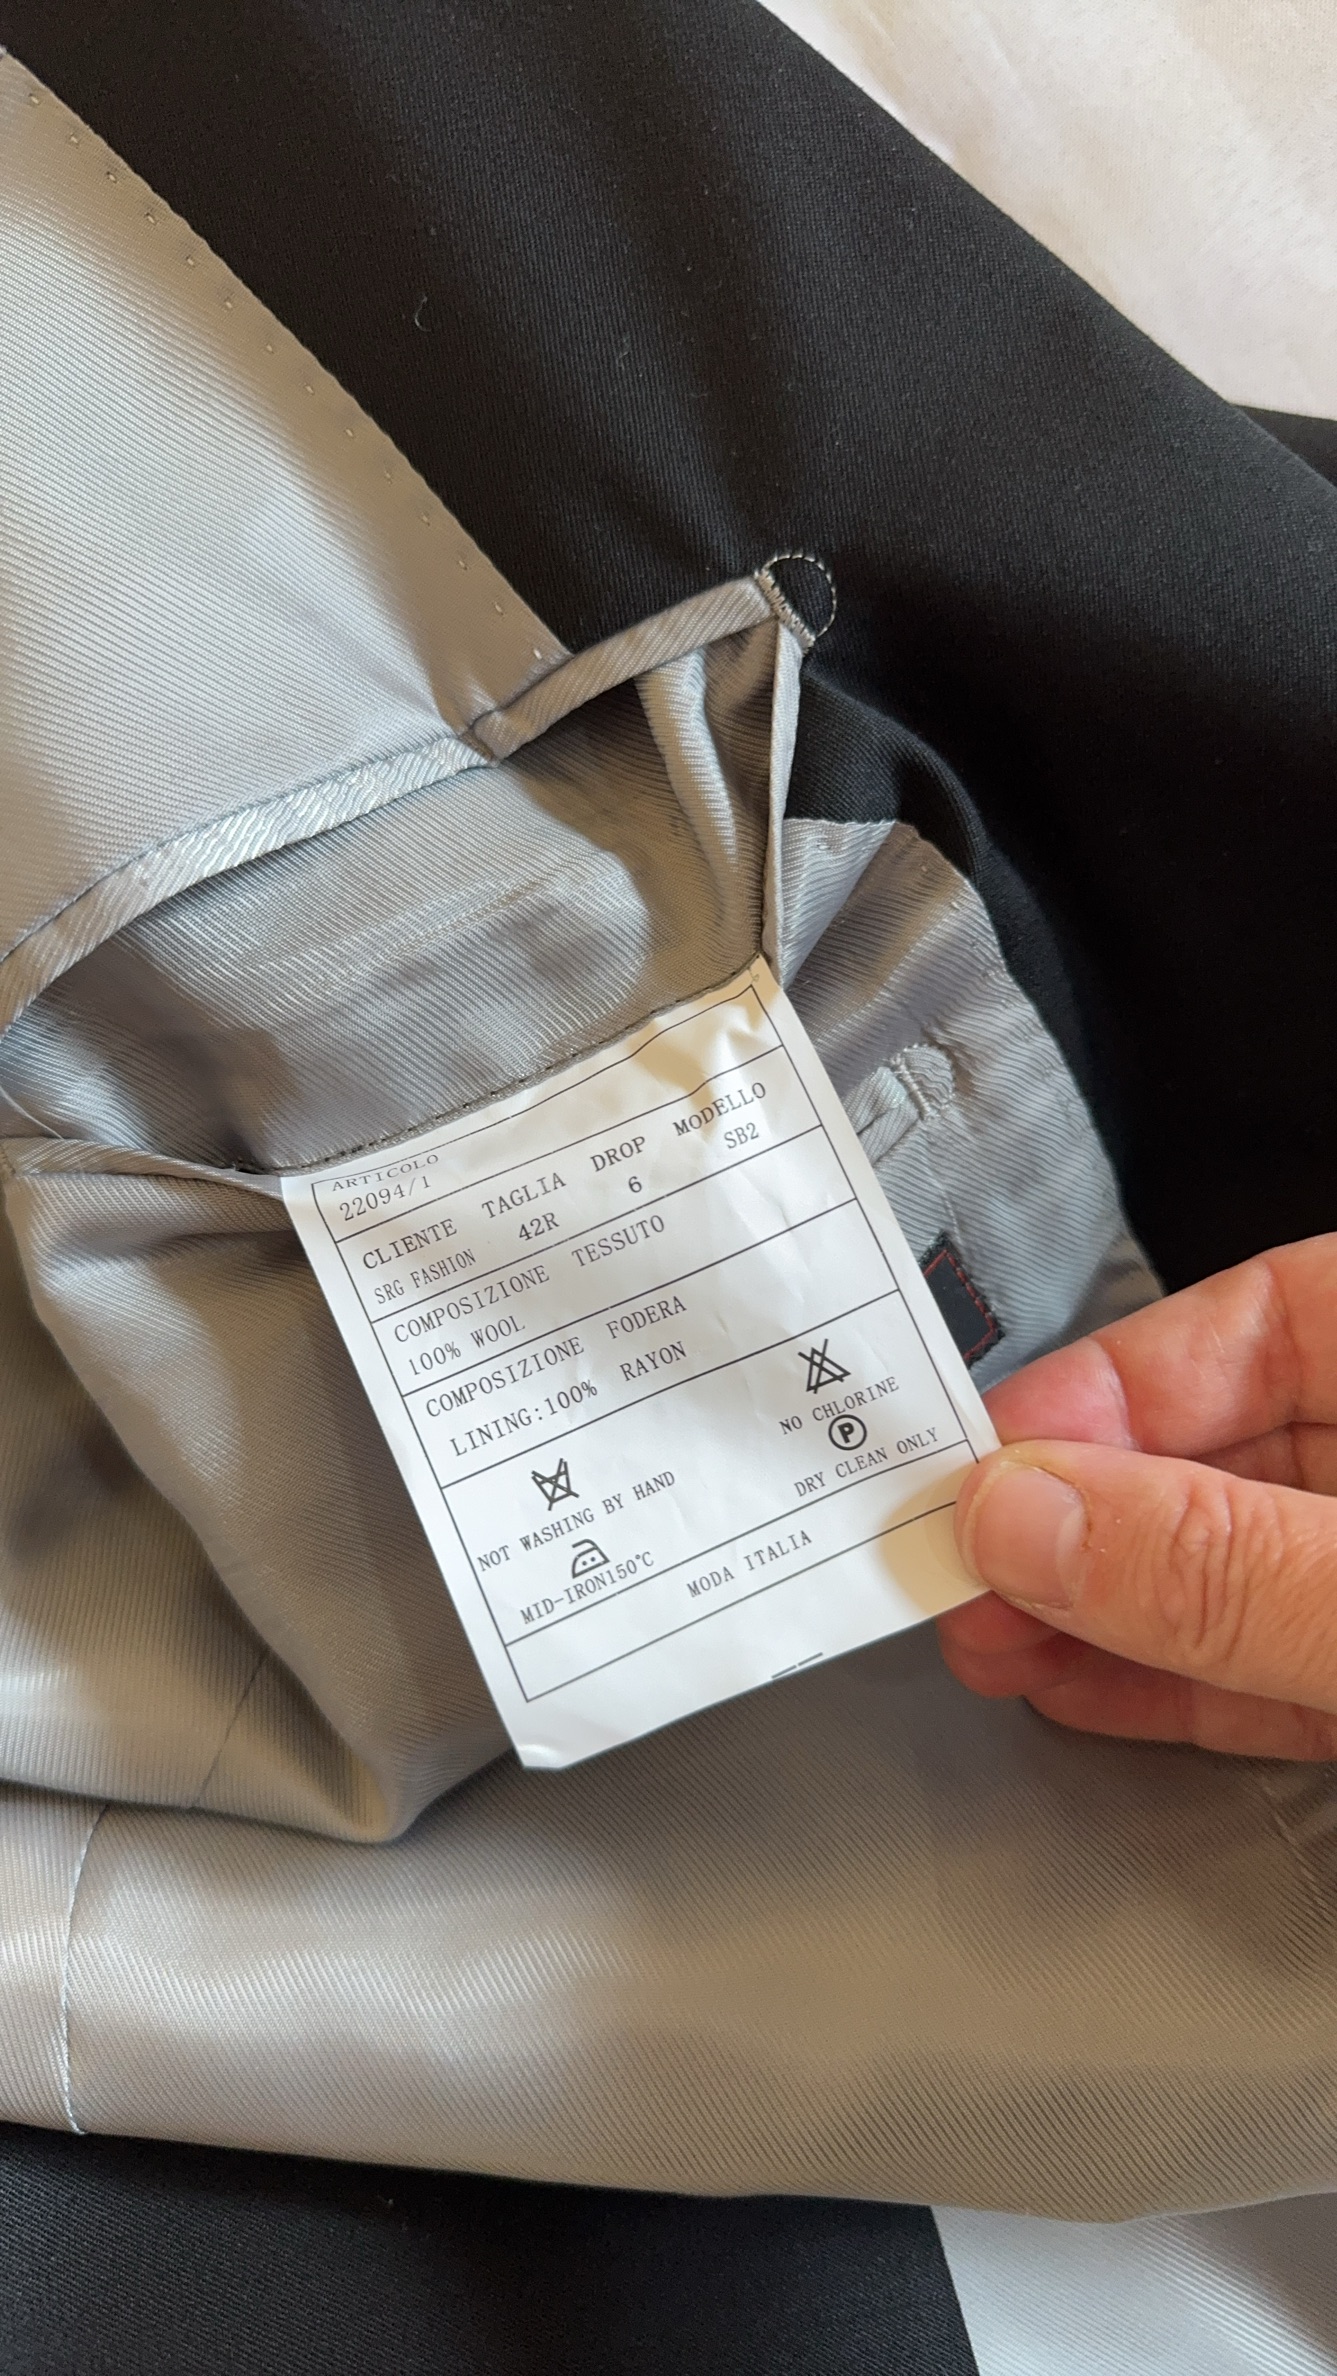 ARTICOLO
22094/1
CLIENTE TAGLIA DROP MODELLO
SRG FASHION 42R 6 SB2
COMPOSIZIONE TESSUTO
100% WOOL
COMPOSIZIONE FODERA
LINING:100% RAYON
NOT WASHING BY HAND NO CHLORINE
P
MID-IRON150°C DRY CLEAN ONLY
MODA ITALIA